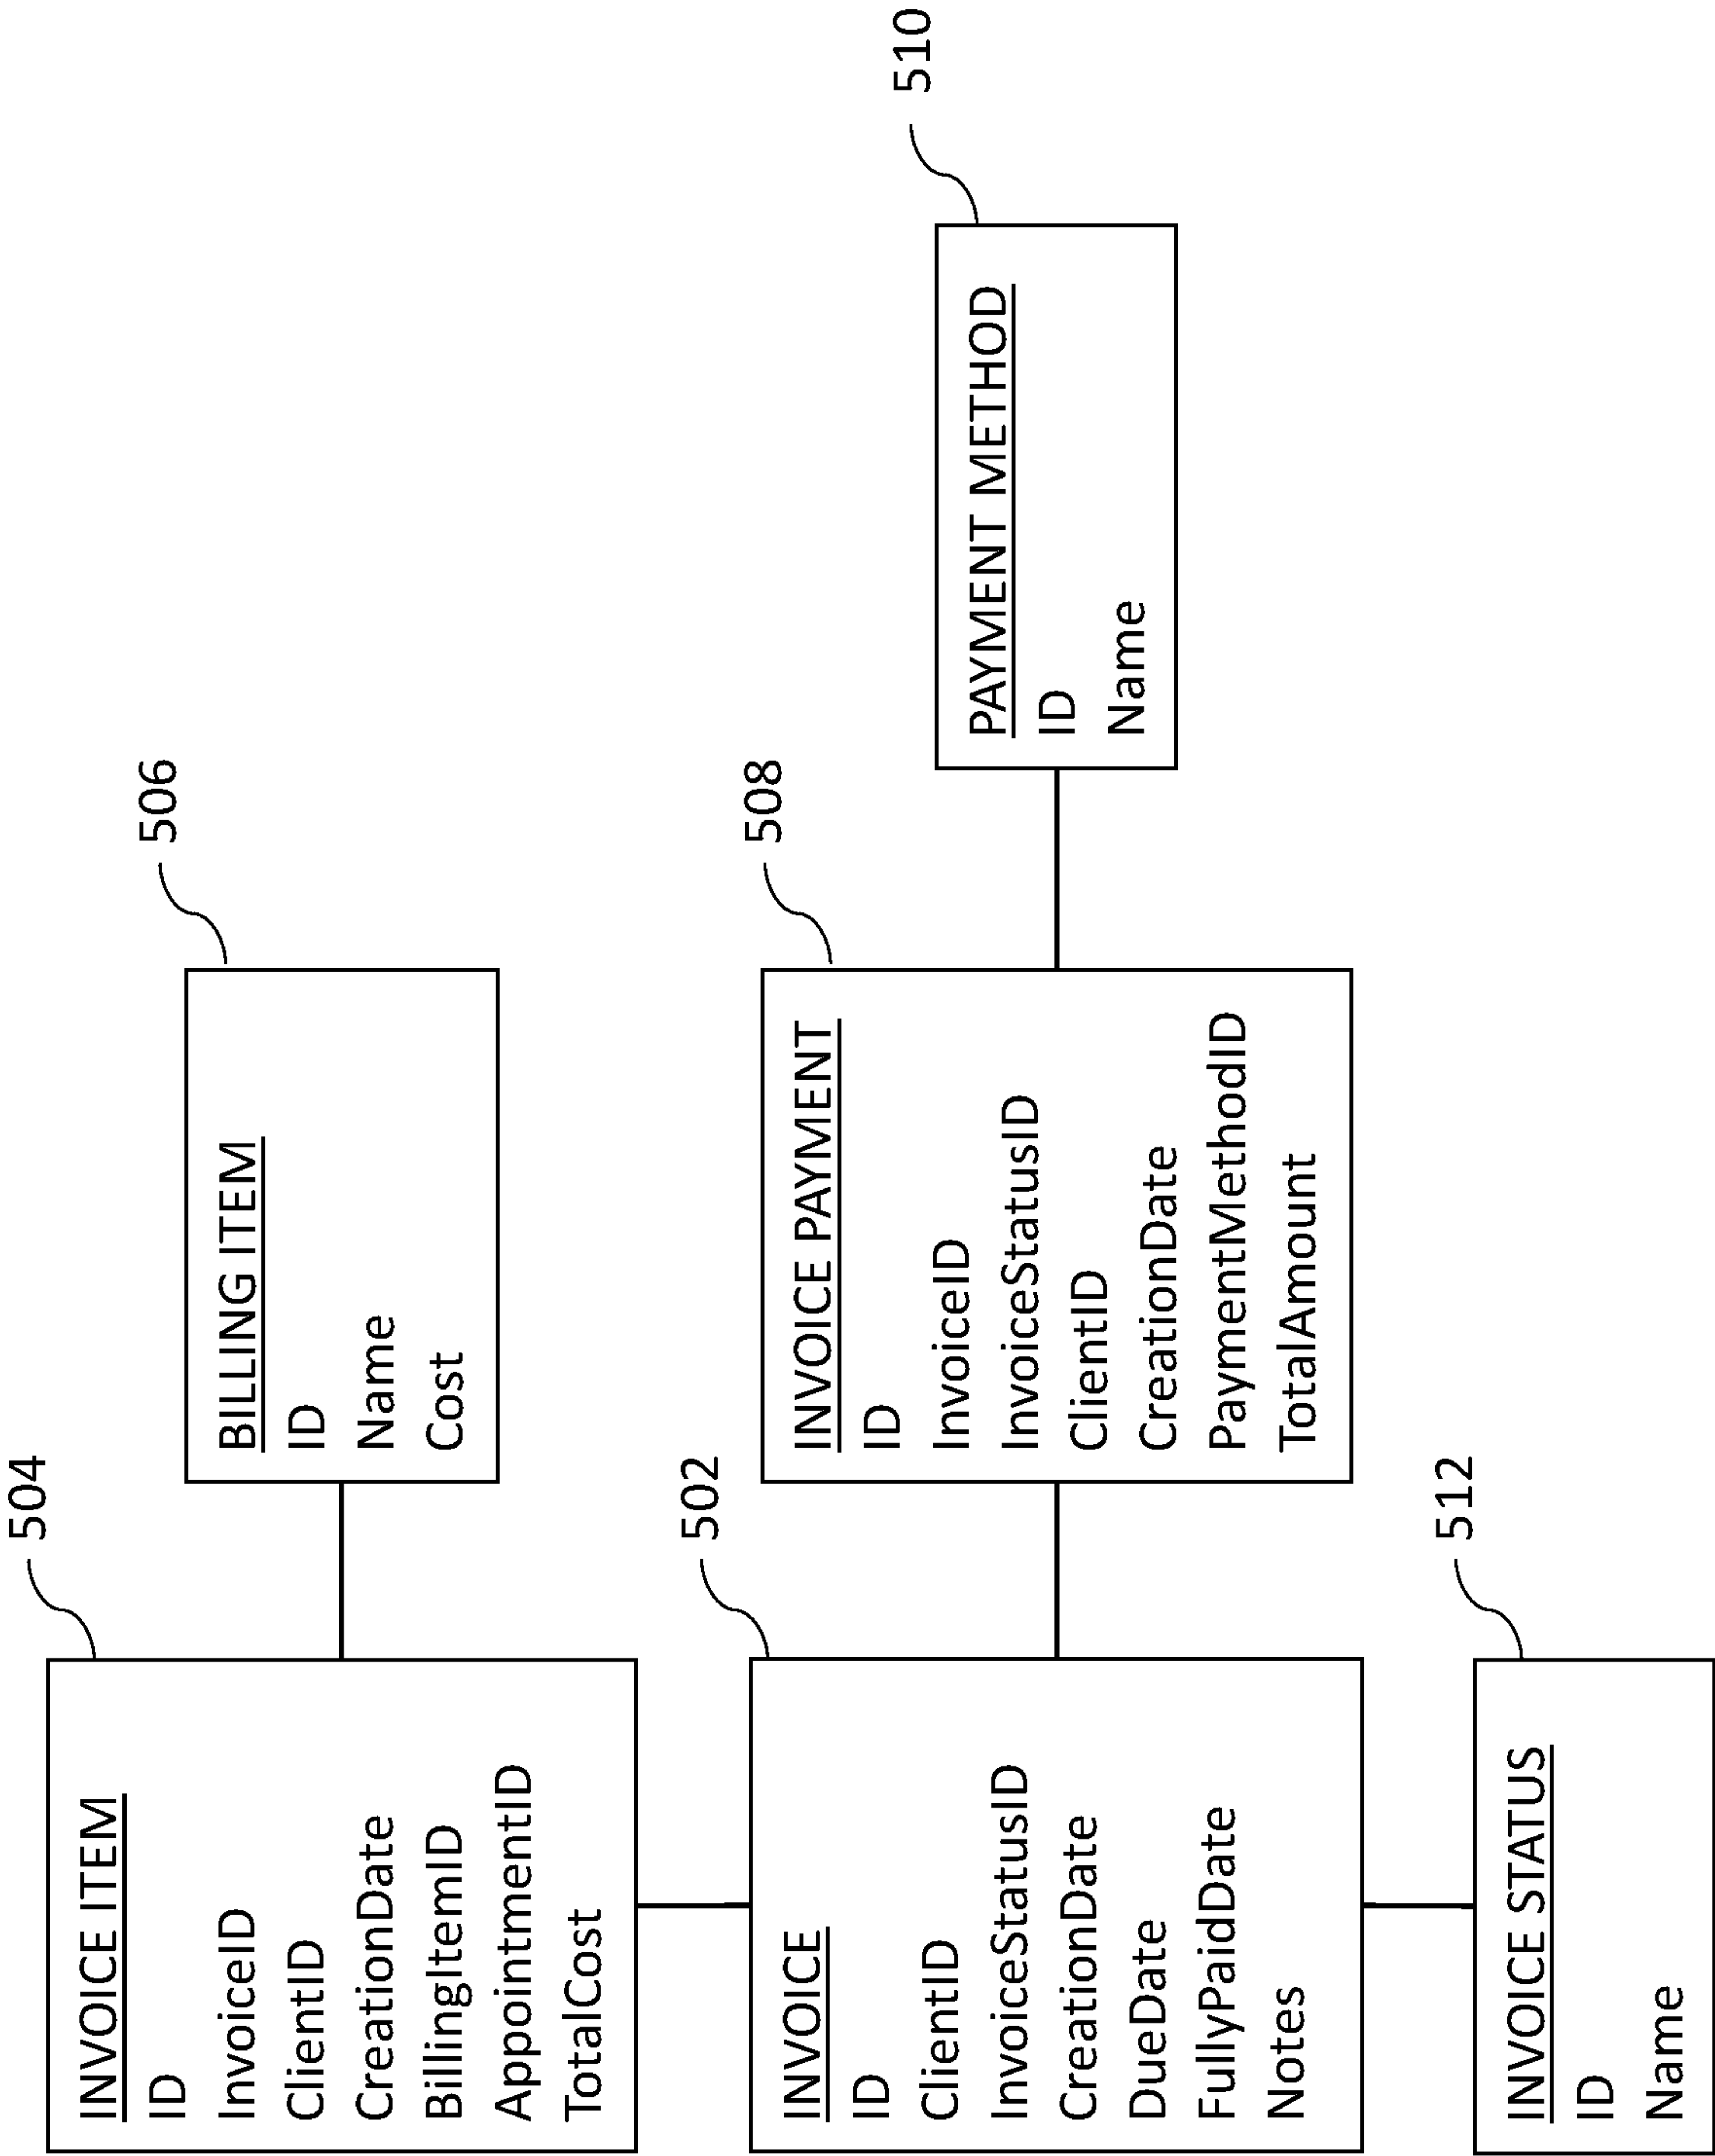 504
INVOICE ITEM
ID
InvoiceID
ClientID
CreationDate
BillingItemID
AppointmentID
TotalCost
506
BILLING ITEM
ID
Name
Cost
502
INVOICE
ID
ClientID
InvoiceStatusID
CreationDate
DueDate
FullyPaidDate
Notes
508
INVOICE PAYMENT
ID
InvoiceID
InvoiceStatusID
ClientID
CreationDate
PaymentMethodID
TotalAmount
510
PAYMENT METHOD
ID
Name
512
INVOICE STATUS
ID
Name